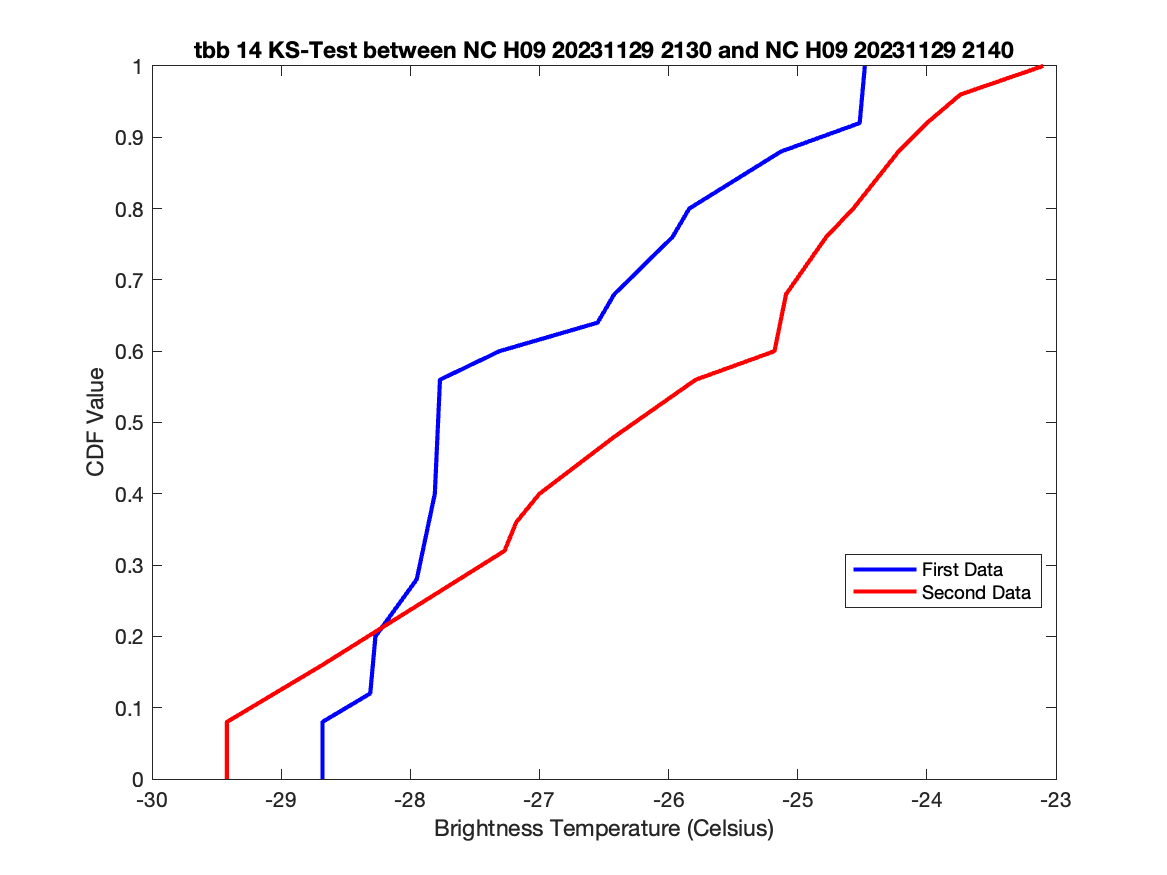 tbb 14 KS-Test between NC H09 20231129 2130 and NC H09 20231129 2140
1
0.9
0.8
0.7
0.6
0.5
0.4
0.3
0.2
0.1
0
CDF Value
First Data
Second Data
-30 -29 -28 -27 -26 -25 -24 -23
Brightness Temperature (Celsius)